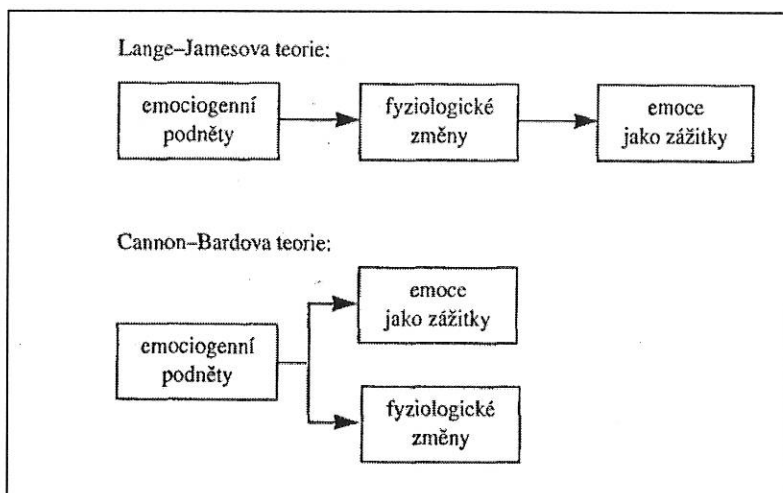 Lange–Jamesova teorie:
emociogenní
podněty
fyziologické
změny
emoce
jako zážitky
Cannon–Bardova teorie:
emociogenní
podněty
emoce
jako zážitky
fyziologické
změny